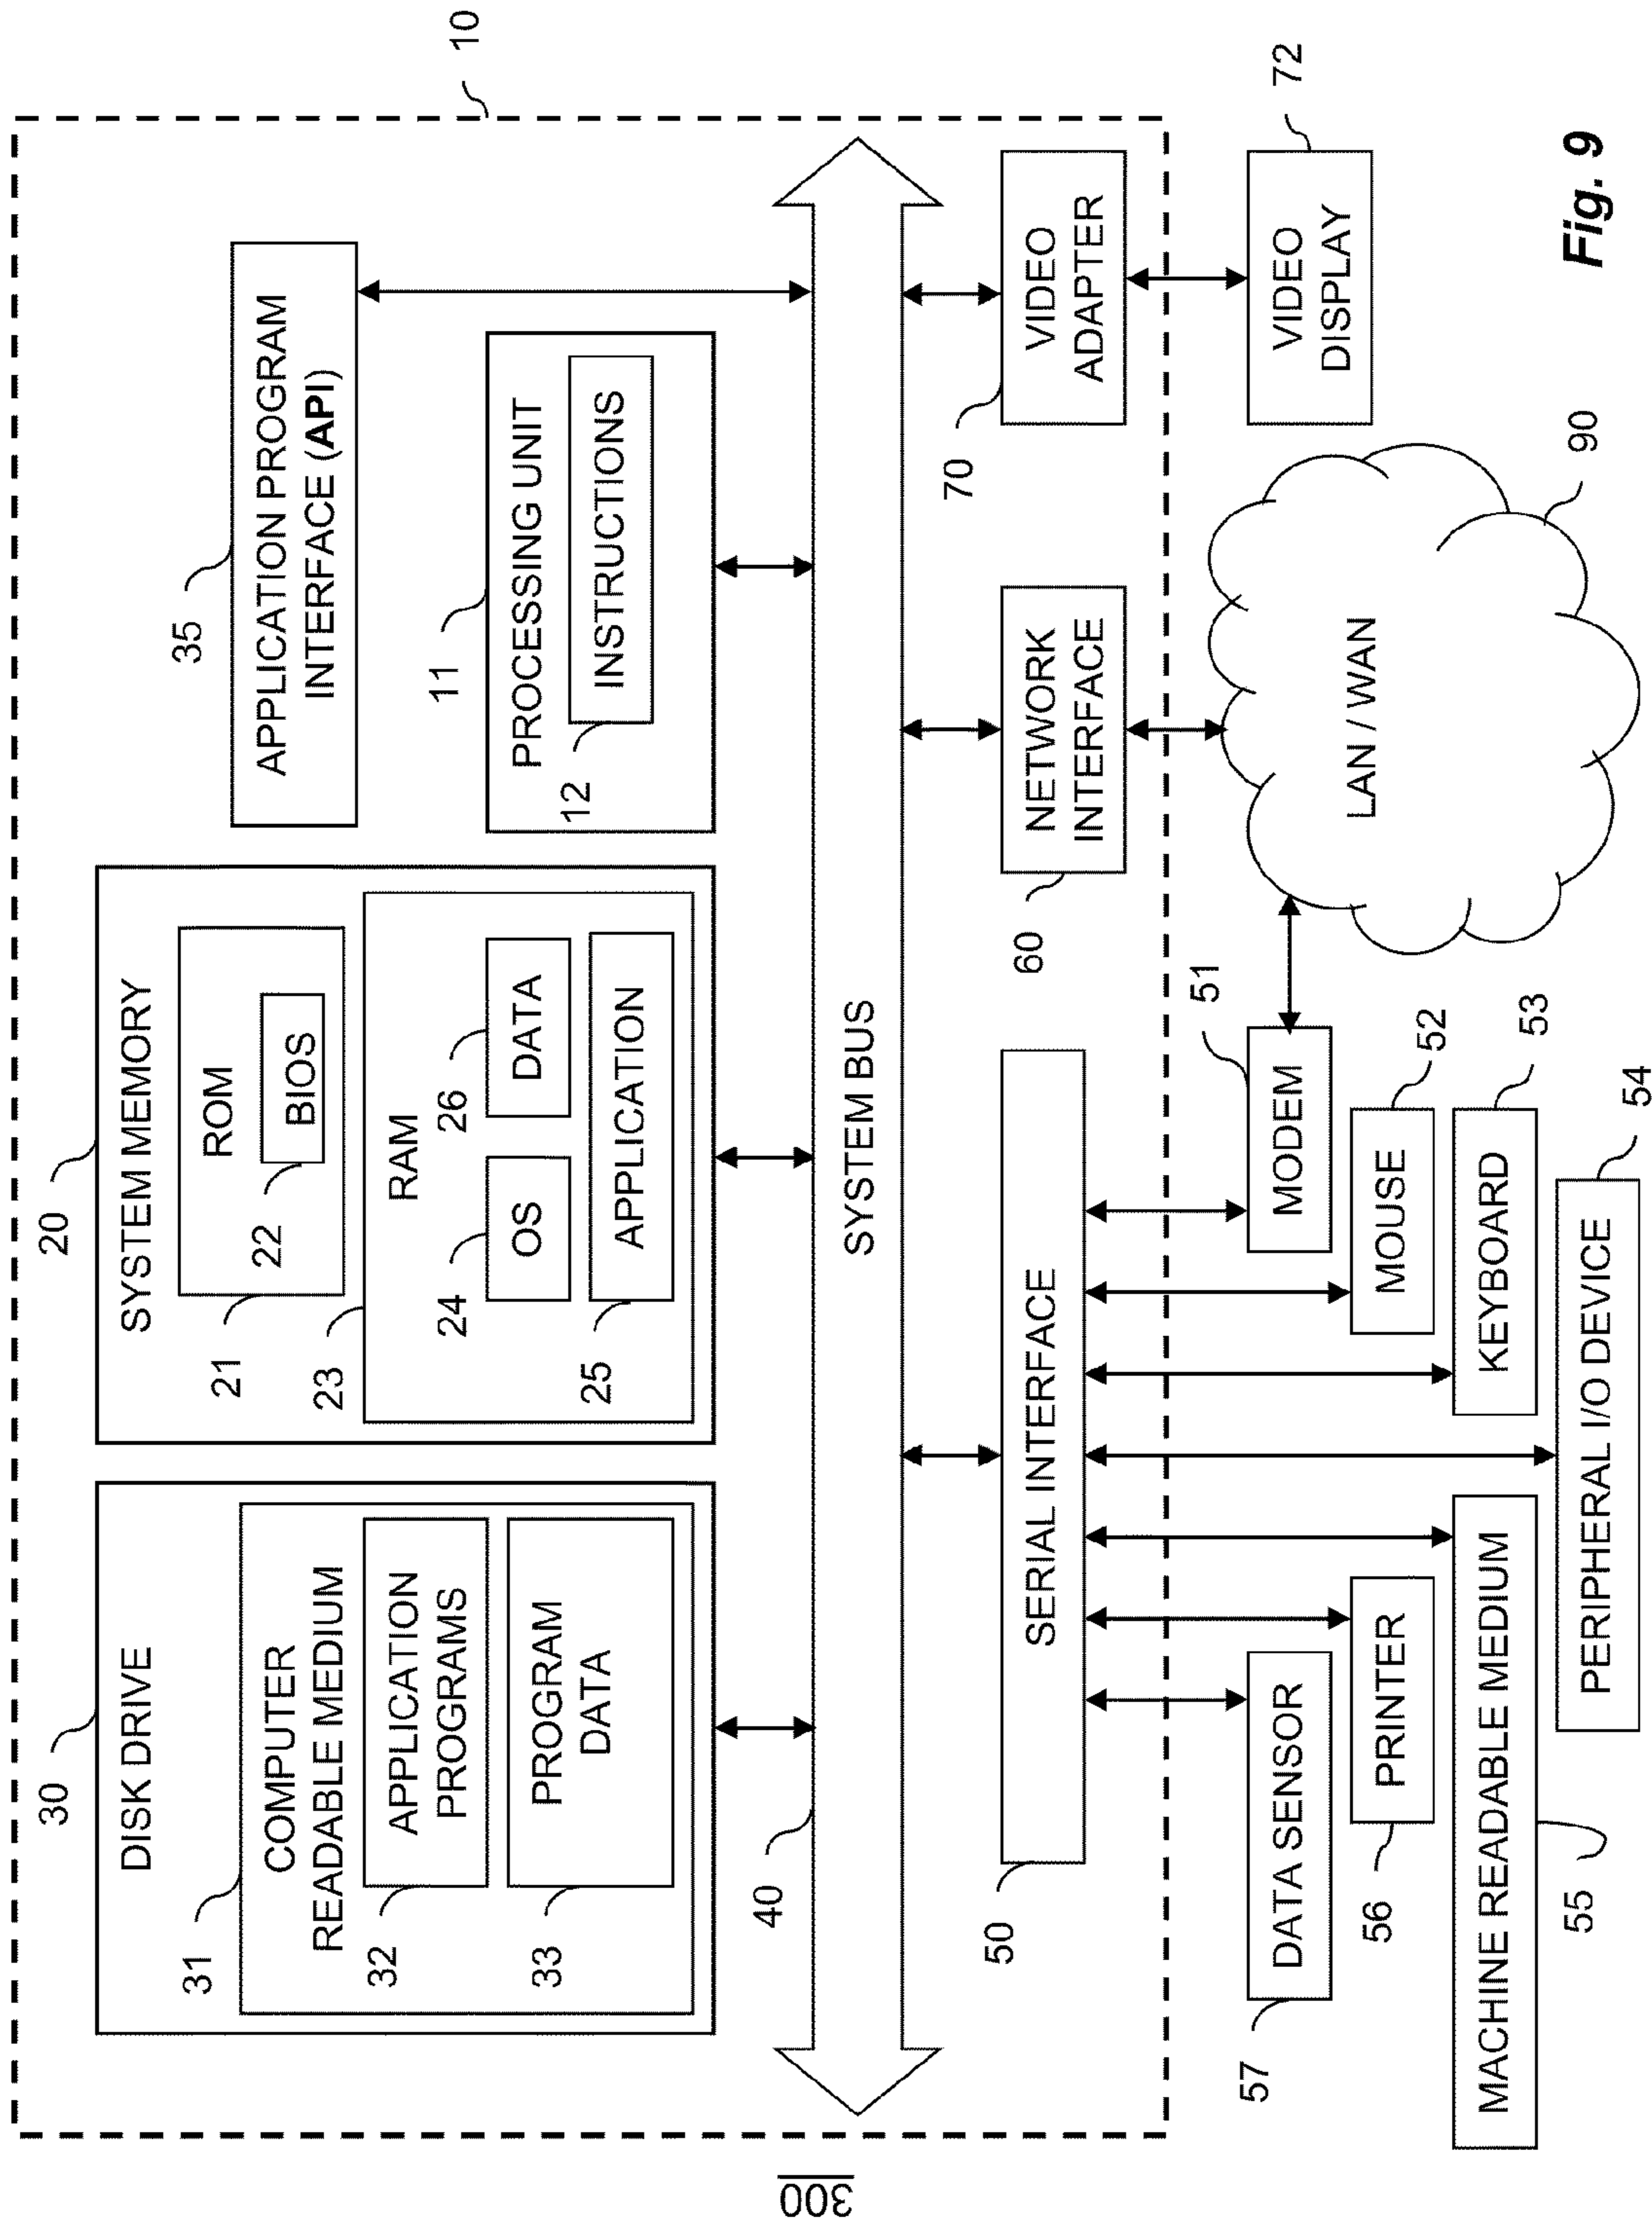 300
10
30
DISK DRIVE
31
COMPUTER
READABLE MEDIUM
32
APPLICATION
PROGRAMS
33
PROGRAM
DATA
20
SYSTEM MEMORY
21
ROM
22
BIOS
23
RAM
24
OS
26
DATA
25
APPLICATION
35
APPLICATION PROGRAM
INTERFACE (API)
11
PROCESSING UNIT
12
INSTRUCTIONS
40
SYSTEM BUS
50
SERIAL INTERFACE
60
NETWORK
INTERFACE
70
VIDEO
ADAPTER
57
DATA SENSOR
56
PRINTER
55
MACHINE READABLE MEDIUM
PERIPHERAL I/O DEVICE
54
KEYBOARD
53
MOUSE
52
MODEM
51
LAN / WAN
90
VIDEO
DISPLAY
72
Fig. 9